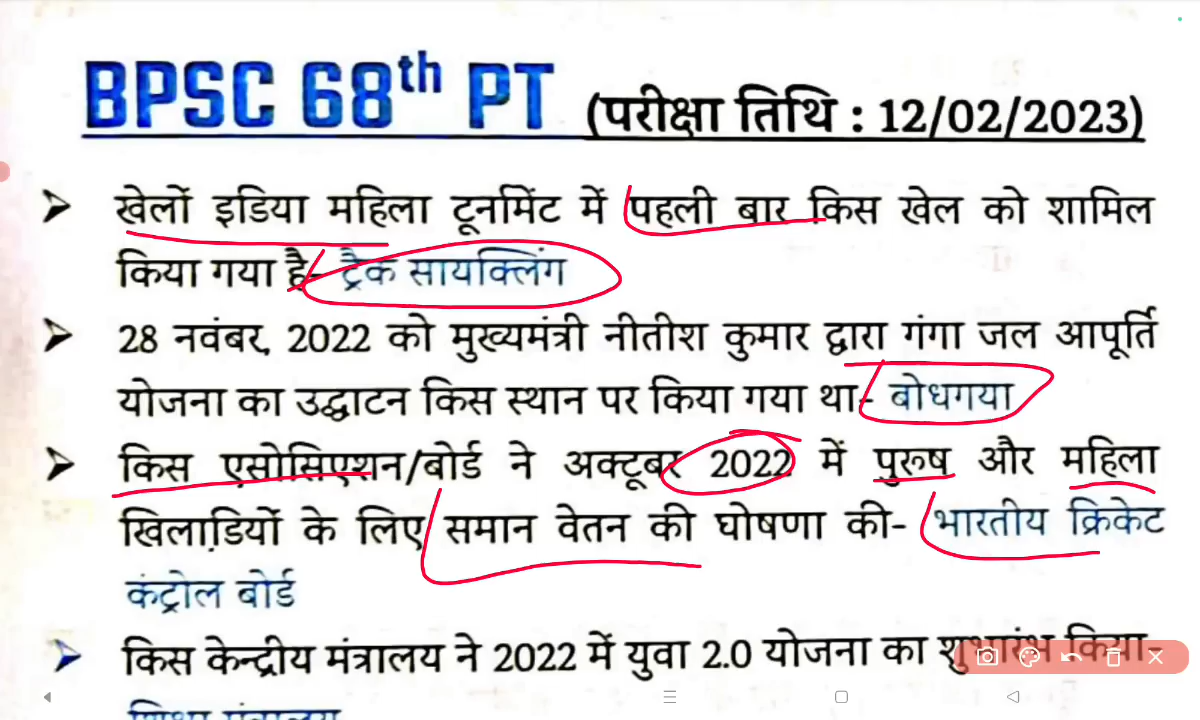 BPSC 68th PT (परीक्षा तिथि : 12/02/2023)
➤ खेलों इंडिया महिला टूर्नामेंट में पहली बार किस खेल को शामिल
किया गया है- ट्रैक सायक्लिंग
➤ 28 नवंबर, 2022 को मुख्यमंत्री नीतीश कुमार द्वारा गंगा जल आपूर्ति
योजना का उद्घाटन किस स्थान पर किया गया था- बोधगया
➤ किस एसोसिएशन/बोर्ड ने अक्टूबर 2022 में पुरूष और महिला
खिलाडि़यों के लिए समान वेतन की घोषणा की- भारतीय क्रिकेट
कंट्रोल बोर्ड
➤ किस केन्द्रीय मंत्रालय ने 2022 में युवा 2.0 योजना का शुभारंभ किया-
शिक्षा मंत्रालय